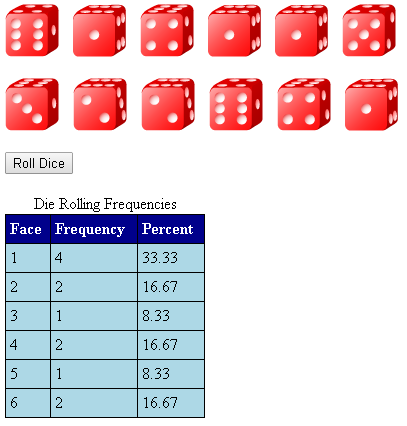 Roll Dice
Die Rolling Frequencies
Face Frequency Percent
1 4 33.33
2 2 16.67
3 1 8.33
4 2 16.67
5 1 8.33
6 2 16.67